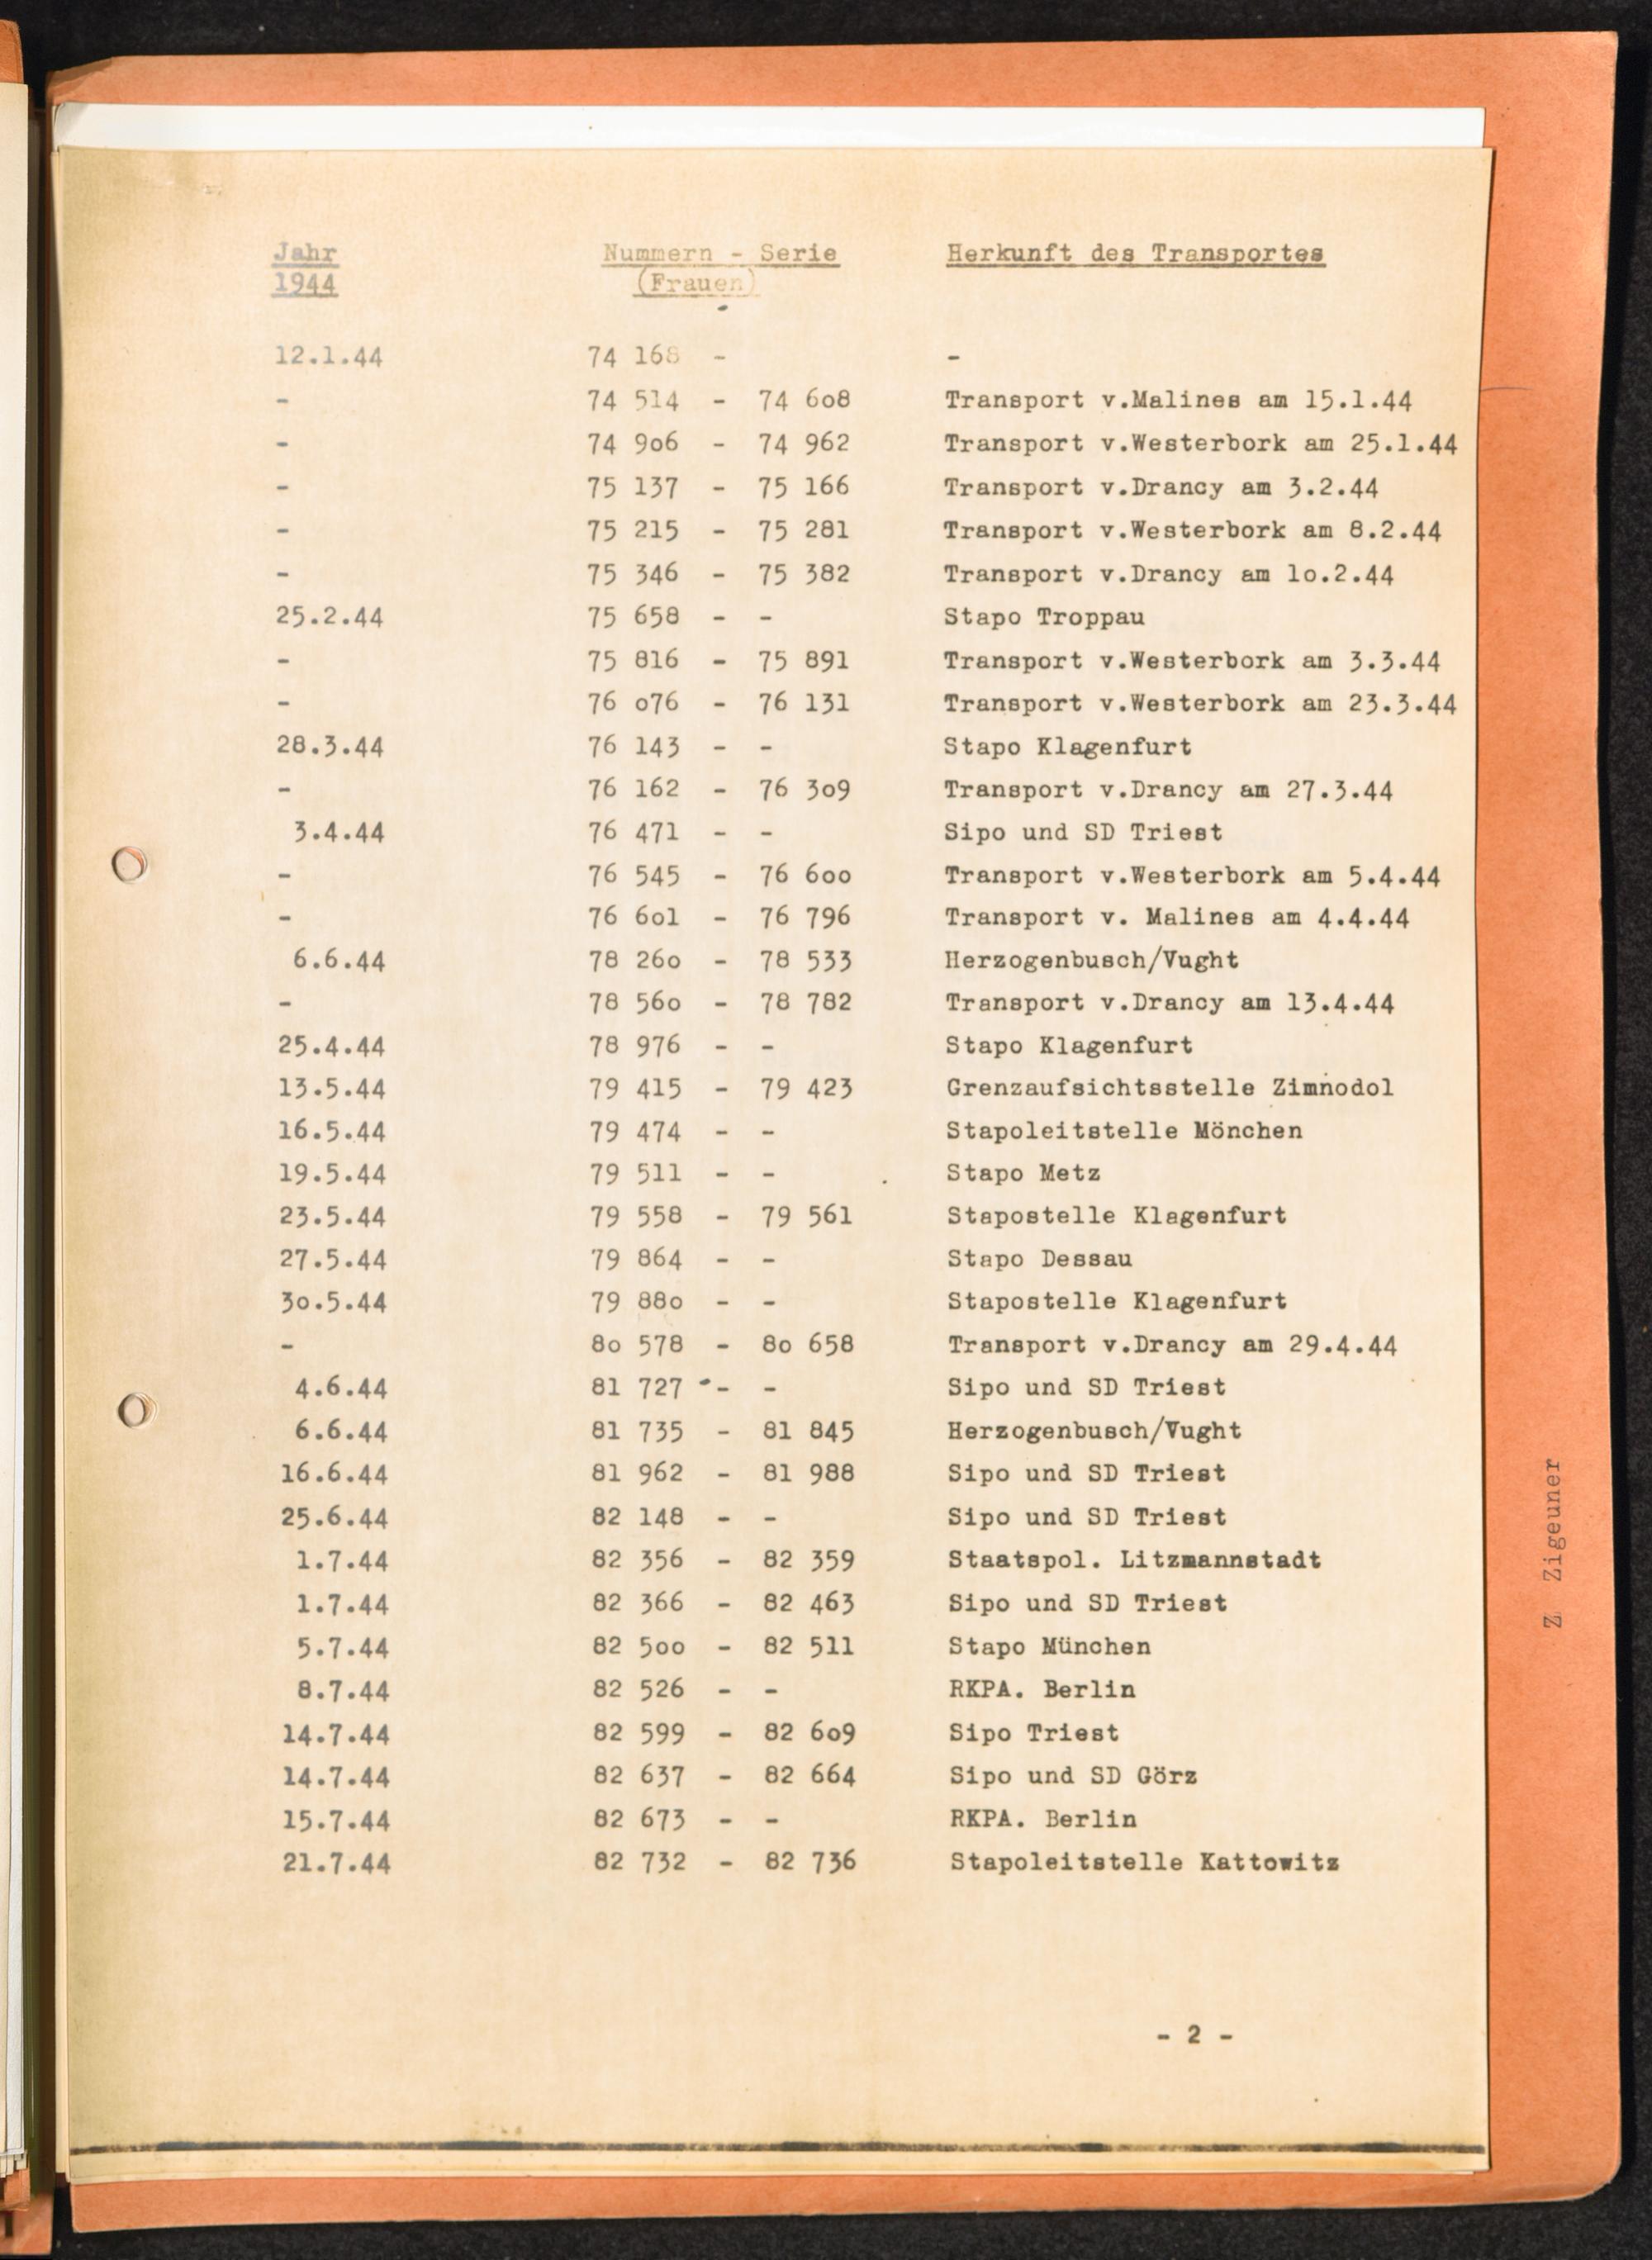 Jahr Nummern - Serie Herkunft des Transportes
1944 (Frauen)
12.1.44 74 168 - -
- 74 514 - 74 6o8 Transport v.Malines am 15.1.44
- 74 9o6 - 74 962 Transport v.Westerbork am 25.1.44
- 75 137 - 75 166 Transport v.Drancy am 3.2.44
- 75 215 - 75 281 Transport v.Westerbork am 8.2.44
- 75 346 - 75 382 Transport v.Drancy am 1o.2.44
25.2.44 75 658 - - Stapo Troppau
- 75 816 - 75 891 Transport v.Westerbork am 3.3.44
- 76 o76 - 76 131 Transport v.Westerbork am 23.3.44
28.3.44 76 143 - - Stapo Klagenfurt
- 76 162 - 76 3o9 Transport v.Drancy am 27.3.44
3.4.44 76 471 - - Sipo und SD Triest
- 76 545 - 76 6oo Transport v.Westerbork am 5.4.44
- 76 6o1 - 76 796 Transport v. Malines am 4.4.44
6.6.44 78 26o - 78 533 Herzogenbusch/Vught
- 78 56o - 78 782 Transport v.Drancy am 13.4.44
25.4.44 78 976 - - Stapo Klagenfurt
13.5.44 79 415 - 79 423 Grenzaufsichtsstelle Zimnodol
16.5.44 79 474 - - Stapoleitstelle Mönchen
19.5.44 79 511 - - Stapo Metz
23.5.44 79 558 - 79 561 Stapostelle Klagenfurt
27.5.44 79 864 - - Stapo Dessau
3o.5.44 79 88o - - Stapostelle Klagenfurt
- 8o 578 - 8o 658 Transport v.Drancy am 29.4.44
4.6.44 81 727 - - Sipo und SD Triest
6.6.44 81 735 - 81 845 Herzogenbusch/Vught
16.6.44 81 962 - 81 988 Sipo und SD Triest
25.6.44 82 148 - - Sipo und SD Triest
1.7.44 82 356 - 82 359 Staatspol. Litzmannstadt
1.7.44 82 366 - 82 463 Sipo und SD Triest
5.7.44 82 5oo - 82 511 Stapo München
8.7.44 82 526 - - RKPA. Berlin
14.7.44 82 599 - 82 6o9 Sipo Triest
14.7.44 82 637 - 82 664 Sipo und SD Görz
15.7.44 82 673 - - RKPA. Berlin
21.7.44 82 732 - 82 736 Stapoleitstelle Kattowitz
- 2 -
Z Zigeuner